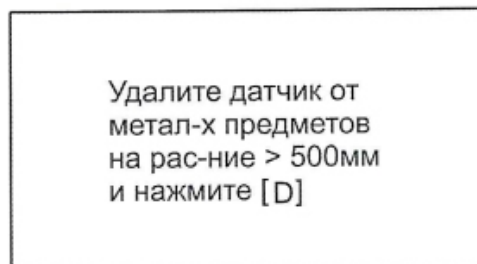 Удалите датчик от
метал-х предметов
на рас-ние > 500мм
и нажмите [D]